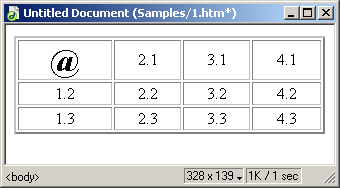 Untitled Document (Samples/1.htm*)
@ 2.1 3.1 4.1
1.2 2.2 3.2 4.2
1.3 2.3 3.3 4.3
<body> 328 x 139 1K / 1 sec